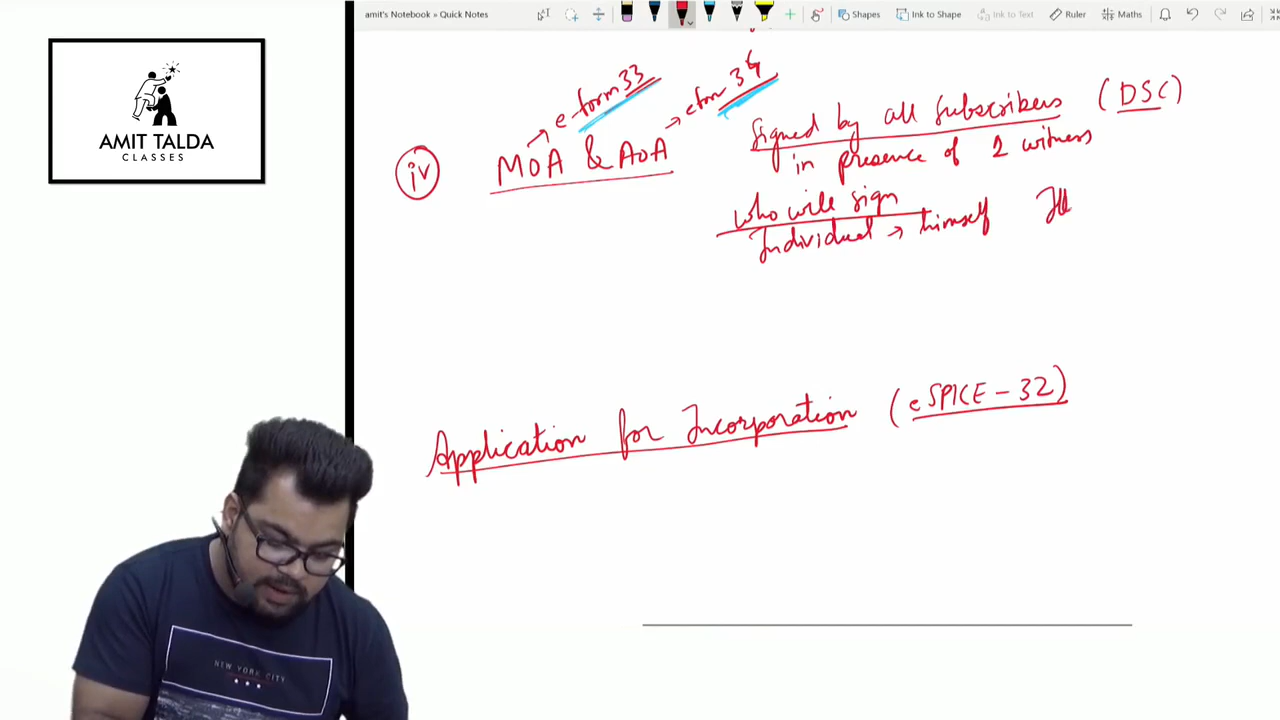 amit's Notebook » Quick Notes
Shapes
Ink to Shape
Ink to Text
Ruler
Maths
AMIT TALDA
CLASSES
e form 33
eform 34
iv
MOA & AOA
Signed by all subscribers (DSC)
in presence of 2 witness
who will sign
Individual → himself
Application for Incorporation (eSPICE-32)
NEW YORK CITY